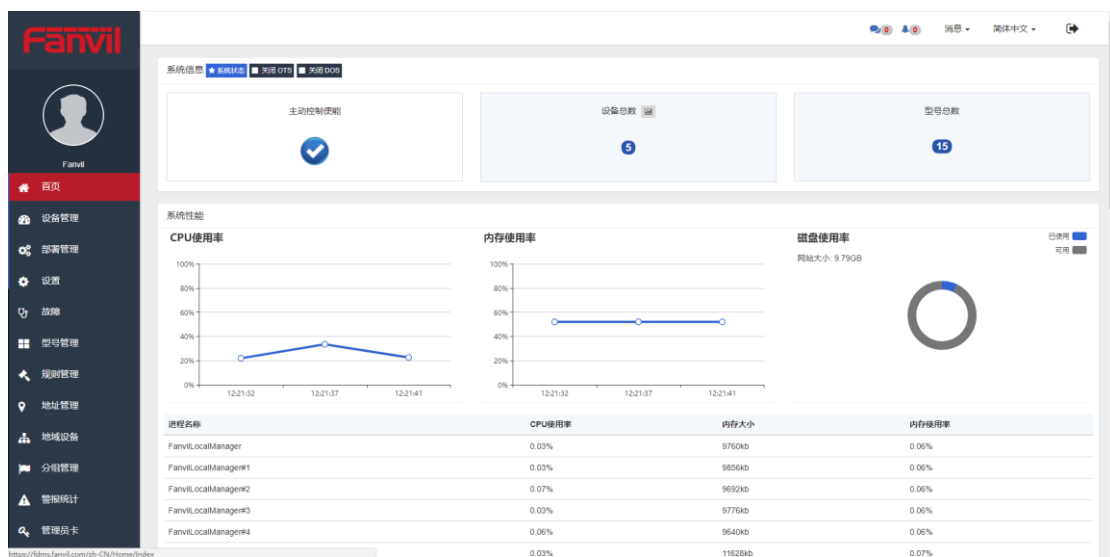 Fanvil
0 0 消息 简体中文
系统信息 系统状态 关闭 OTS 关闭 DOS
主动控制使能 设备总数 型号总数
5 15
Fanvil
首页
设备管理
部署管理
设置
故障
型号管理
规则管理
地址管理
地域设备
分组管理
警报统计
管理员卡
系统性能
CPU使用率 内存使用率 磁盘使用率 已使用
网站大小: 9.79GB 可用
100% 100%
80% 80%
60% 60%
40% 40%
20% 20%
0% 0%
12:21:32 12:21:37 12:21:41 12:21:32 12:21:37 12:21:41
进程名称 CPU使用率 内存大小 内存使用率
FanvilLocalManager 0.03% 9760kb 0.06%
FanvilLocalManager#1 0.03% 9856kb 0.06%
FanvilLocalManager#2 0.07% 9692kb 0.06%
FanvilLocalManager#3 0.03% 9776kb 0.06%
FanvilLocalManager#4 0.06% 9640kb 0.06%
0.03% 11628kb 0.07%
https://fdms.fanvil.com/zh-CN/Home/Index